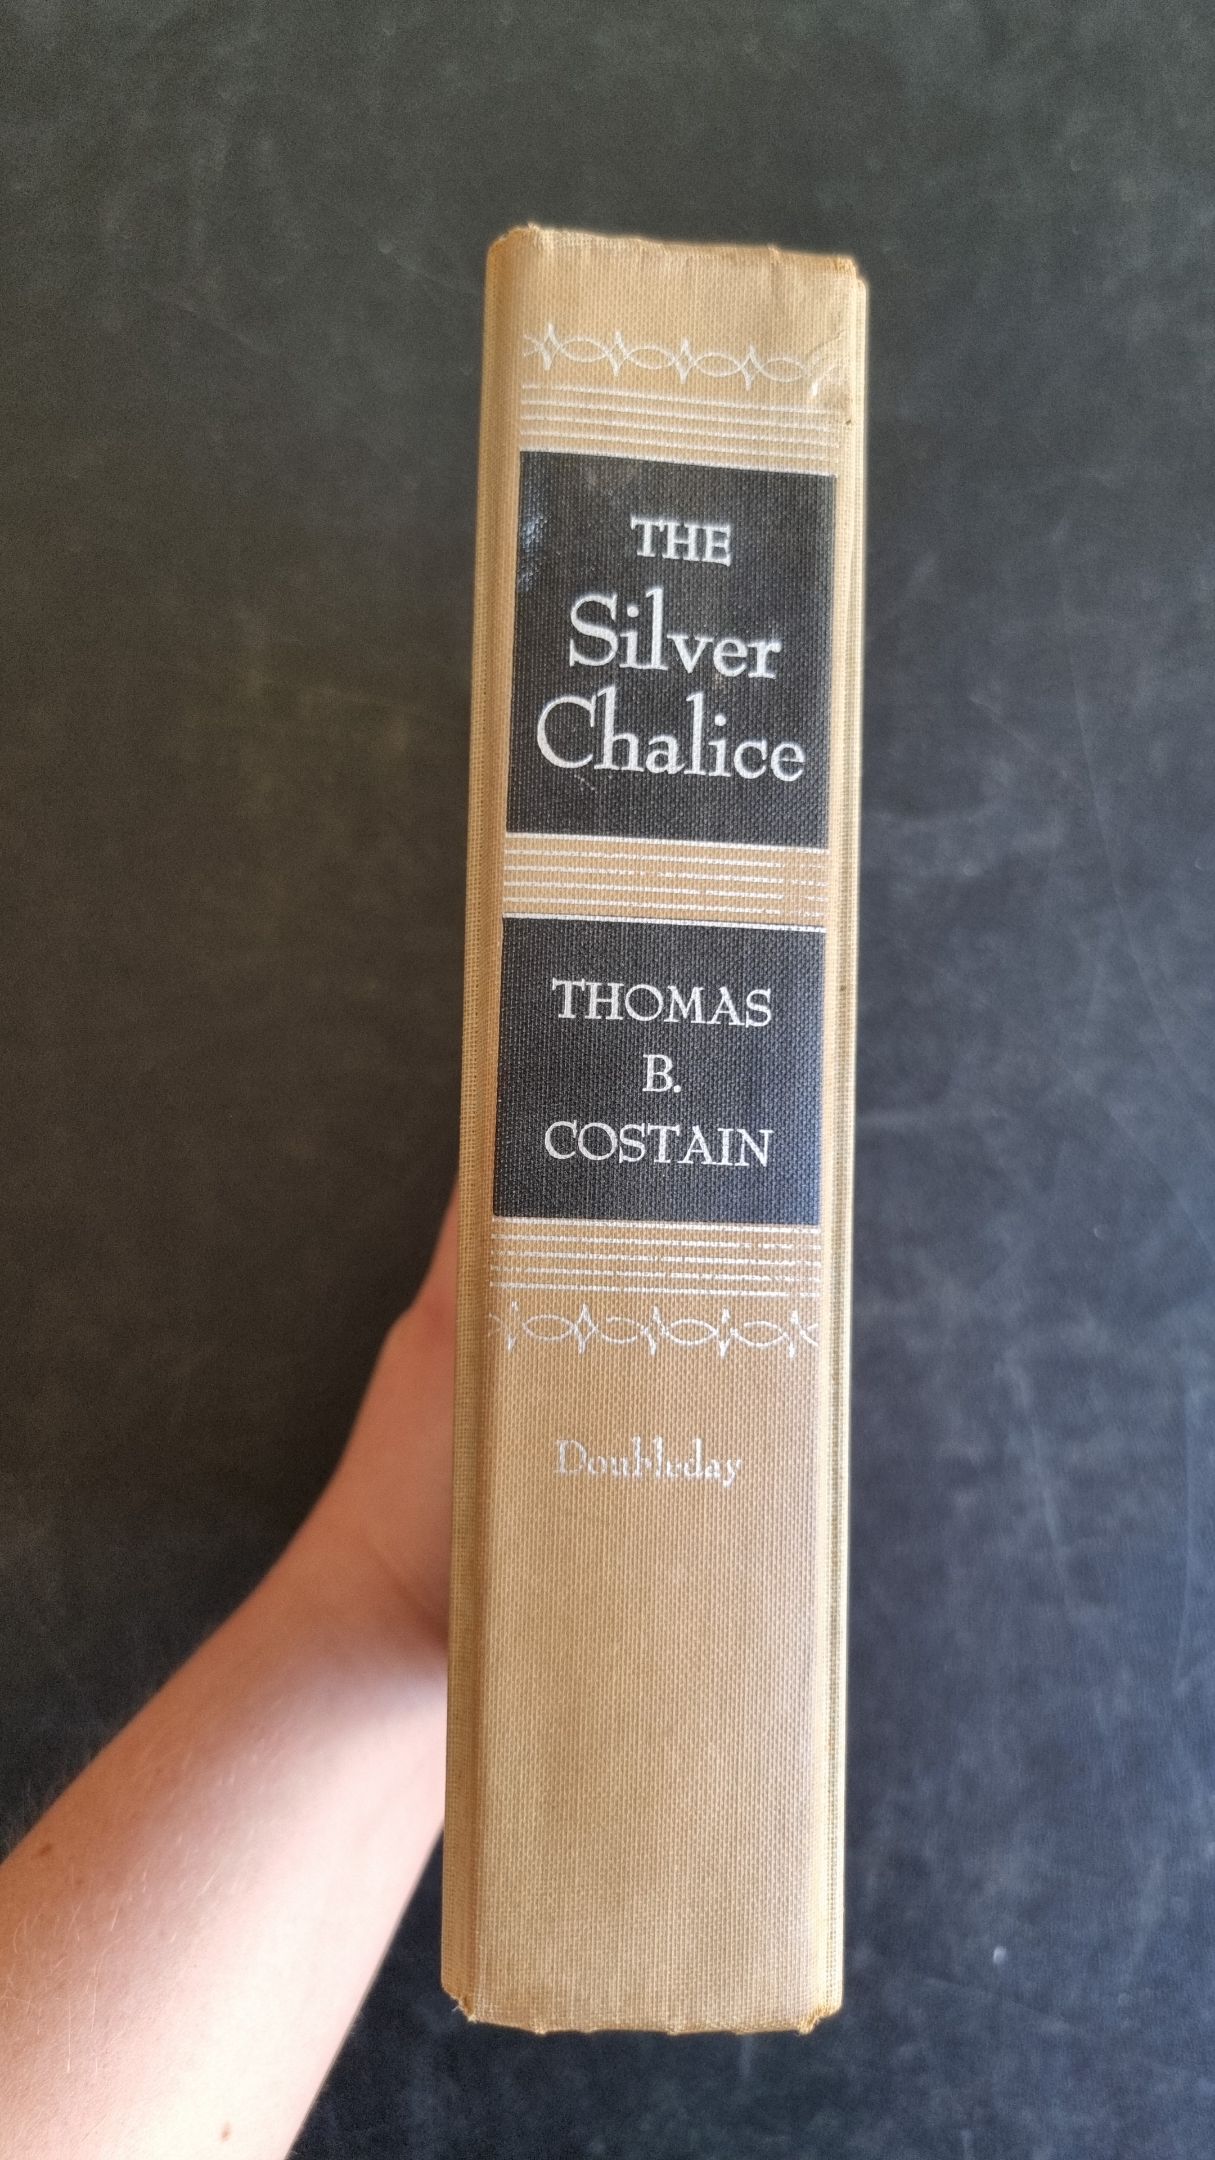 THE
Silver
Chalice
THOMAS
B.
COSTAIN
Doubleday